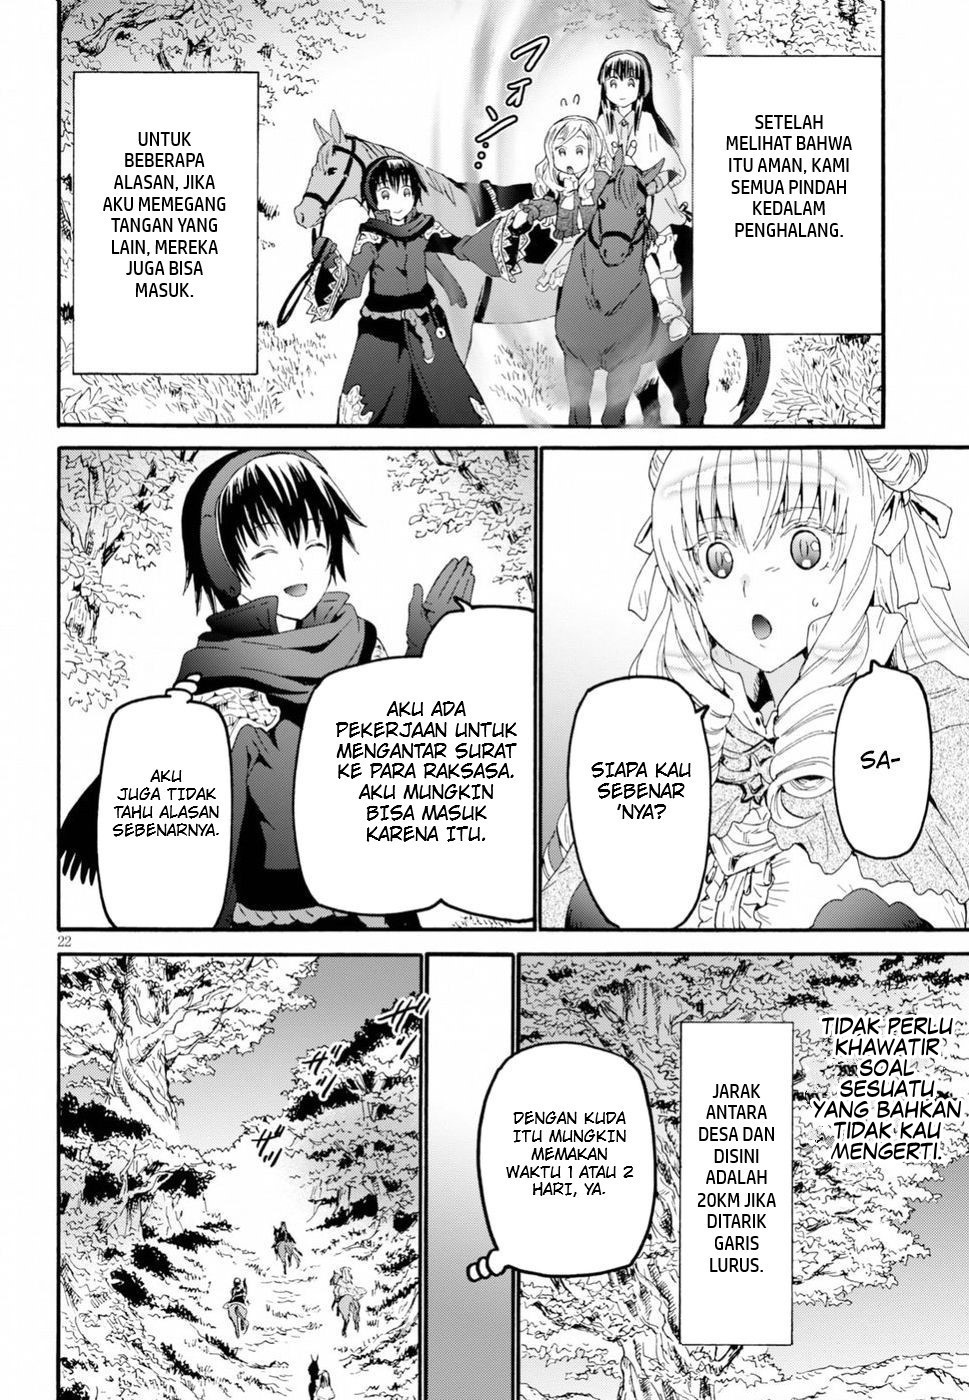 SETELAH
MELIHAT BAHWA
ITU AMAN, KAMI
SEMUA PINDAH
KEDALAM
PENGHALANG.
フォン
UNTUK
BEBERAPA
ALASAN, JIKA
AKU MEMEGANG
TANGAN YANG
LAIN, MEREKA
JUGA BISA
MASUK.
SA-
SIAPA KAU
SEBENAR
'NYA?
AKU ADA
PEKERJAAN UNTUK
MENGANTAR SURAT
KE PARA RAKSASA.
AKU MUNGKIN
BISA MASUK
KARENA ITU.
AKU
JUGA TIDAK
TAHU ALASAN
SEBENARNYA.
22
TIDAK PERLU
KHAWATIR
SOAL
SESUATU
YANG BAHKAN
TIDAK KAU
MENGERTI.
JARAK
ANTARA
DESA DAN
DISINI
ADALAH
20KM JIKA
DITARIK
GARIS
LURUS.
DENGAN KUDA
ITU MUNGKIN
MEMAKAN
WAKTU 1 ATAU 2
HARI, YA.